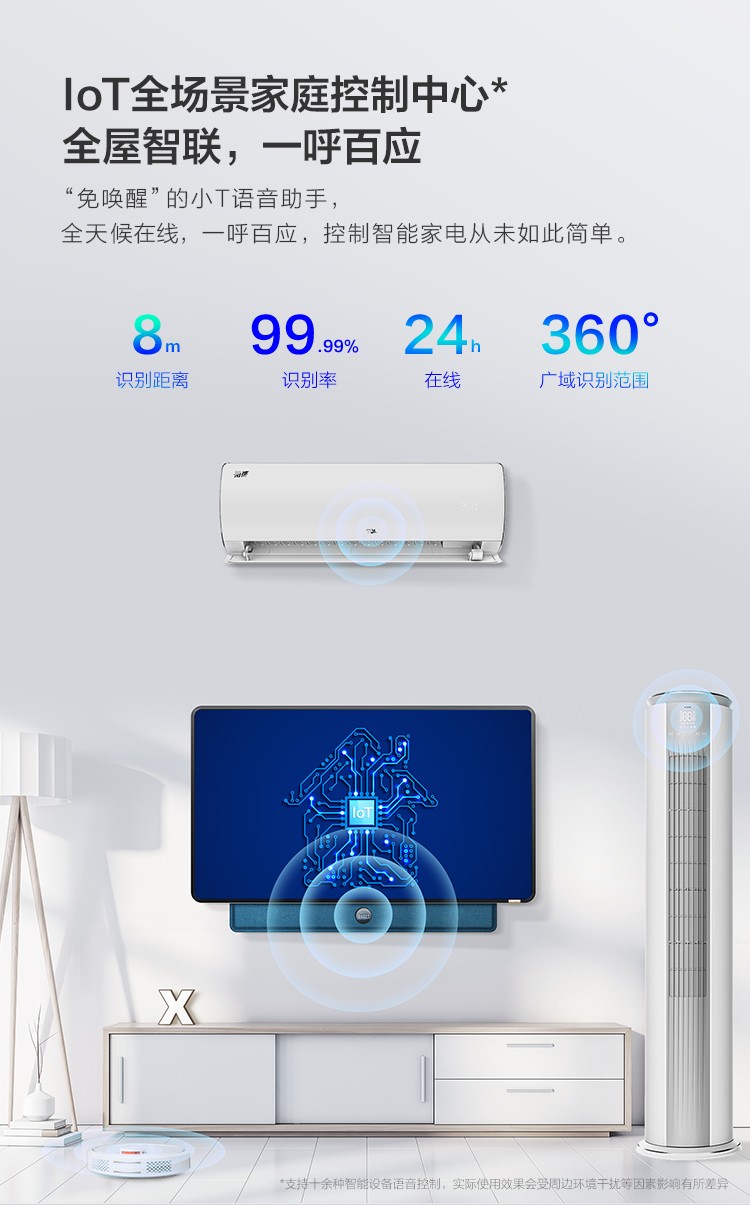 IoT全场景家庭控制中心*
全屋智联，一呼百应
“免唤醒”的小T语音助手，
全天候在线，一呼百应，控制智能家电从未如此简单。
8m 99.99% 24h 360°
识别距离 识别率 在线 广域识别范围
IoT
X
*支持十余种智能设备语音控制，实际使用效果会受周边环境干扰等因素影响有所差异